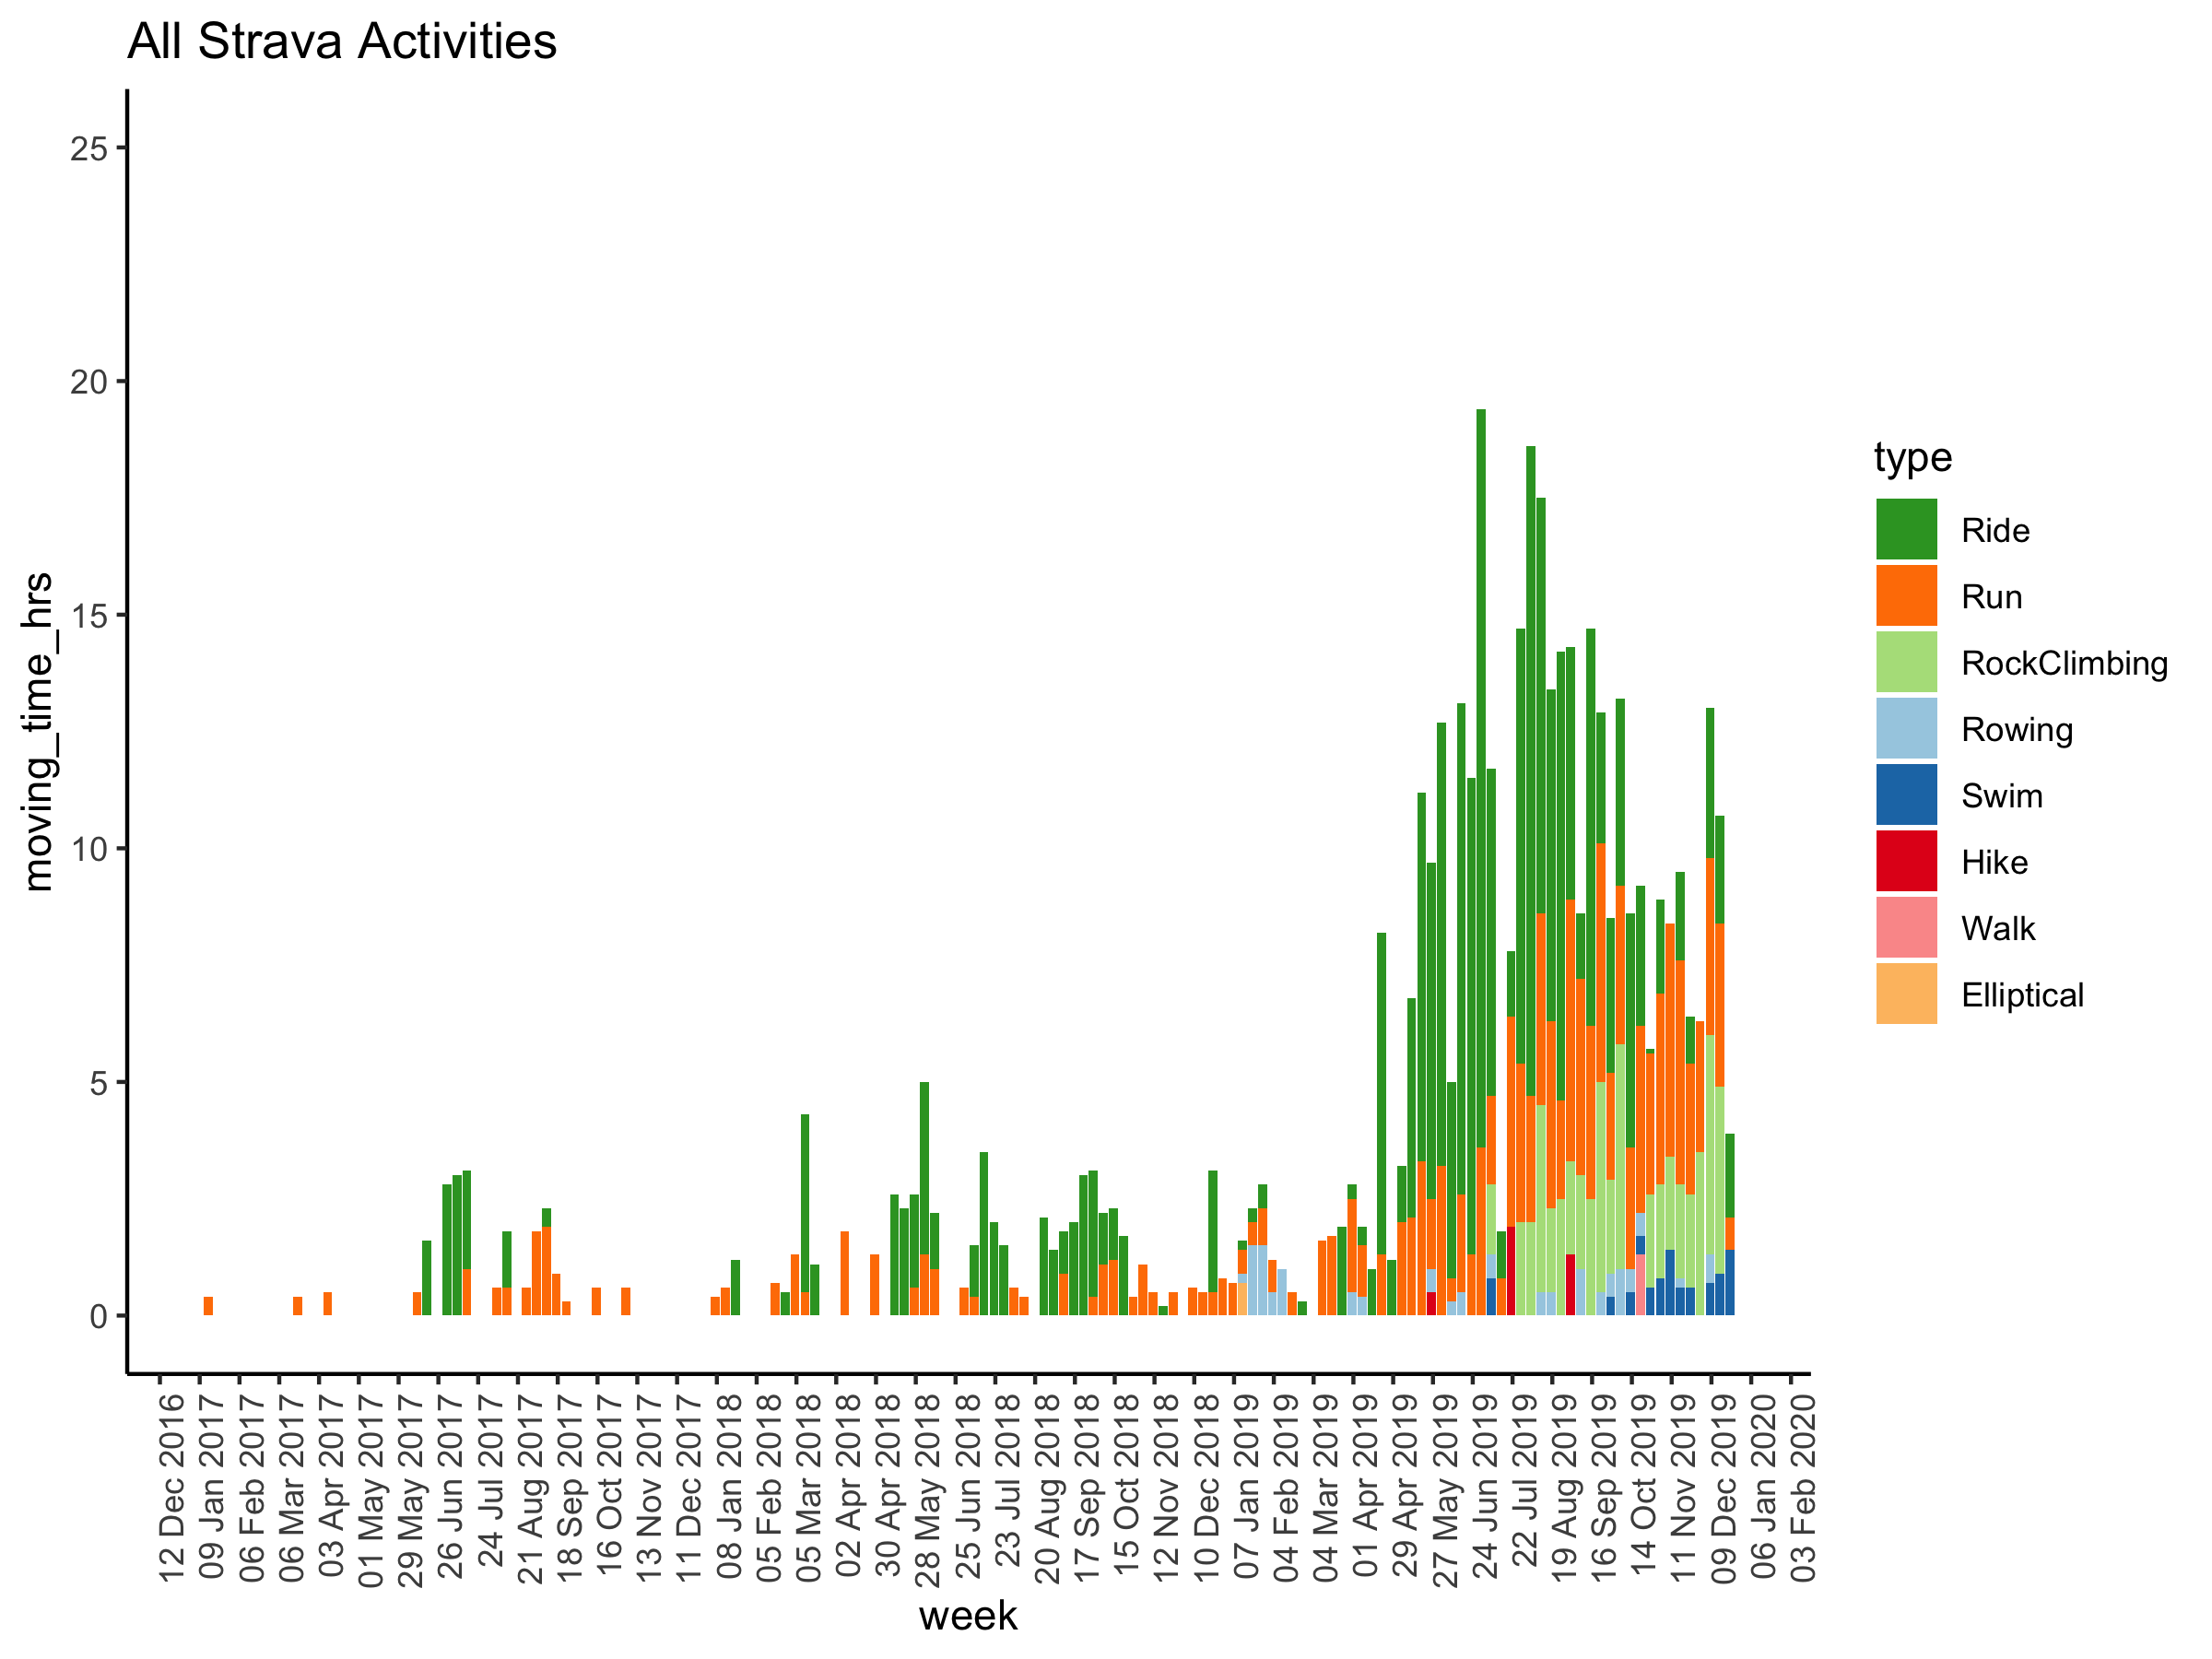 All Strava Activities
25
20
15
10
5
0
moving_time_hrs
12 Dec 2016
09 Jan 2017
06 Feb 2017
06 Mar 2017
03 Apr 2017
01 May 2017
29 May 2017
26 Jun 2017
24 Jul 2017
21 Aug 2017
18 Sep 2017
16 Oct 2017
13 Nov 2017
11 Dec 2017
08 Jan 2018
05 Feb 2018
05 Mar 2018
02 Apr 2018
30 Apr 2018
28 May 2018
25 Jun 2018
23 Jul 2018
20 Aug 2018
17 Sep 2018
15 Oct 2018
12 Nov 2018
10 Dec 2018
07 Jan 2019
04 Feb 2019
04 Mar 2019
01 Apr 2019
29 Apr 2019
27 May 2019
24 Jun 2019
22 Jul 2019
19 Aug 2019
16 Sep 2019
14 Oct 2019
11 Nov 2019
09 Dec 2019
06 Jan 2020
03 Feb 2020
week
type
Ride
Run
RockClimbing
Rowing
Swim
Hike
Walk
Elliptical